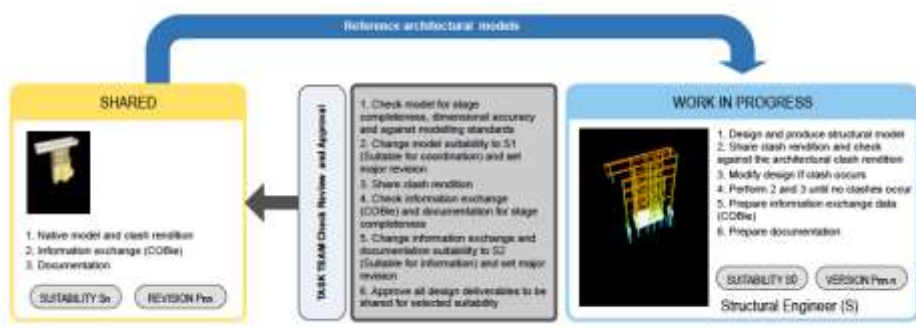 Reference architectural models
SHARED
1. Native model and clash rendition
2. Information exchange (COBie)
3. Documentation
SUITABILITY Sn
REVISION Pnn
TASK TEAM Check Review and Approval
1. Check model for stage
completeness, dimensional accuracy
and against modelling standards
2. Change model suitability to S1
(Suitable for coordination) and set
major revision
3. Share clash rendition
4. Check information exchange
(COBie) and documentation for stage
completeness
5. Change information exchange and
documentation suitability to S2
(Suitable for information) and set major
revision
6. Approve all design deliverables to be
shared for selected suitability
WORK IN PROGRESS
1. Design and produce structural model
2. Share clash rendition and check
against the architectural clash rendition
3. Modify design if clash occurs
4. Perform 2 and 3 until no clashes occur
5. Prepare information exchange data
(COBie)
6. Prepare documentation
SUITABILITY S0
VERSION Pnn.n
Structural Engineer (S)